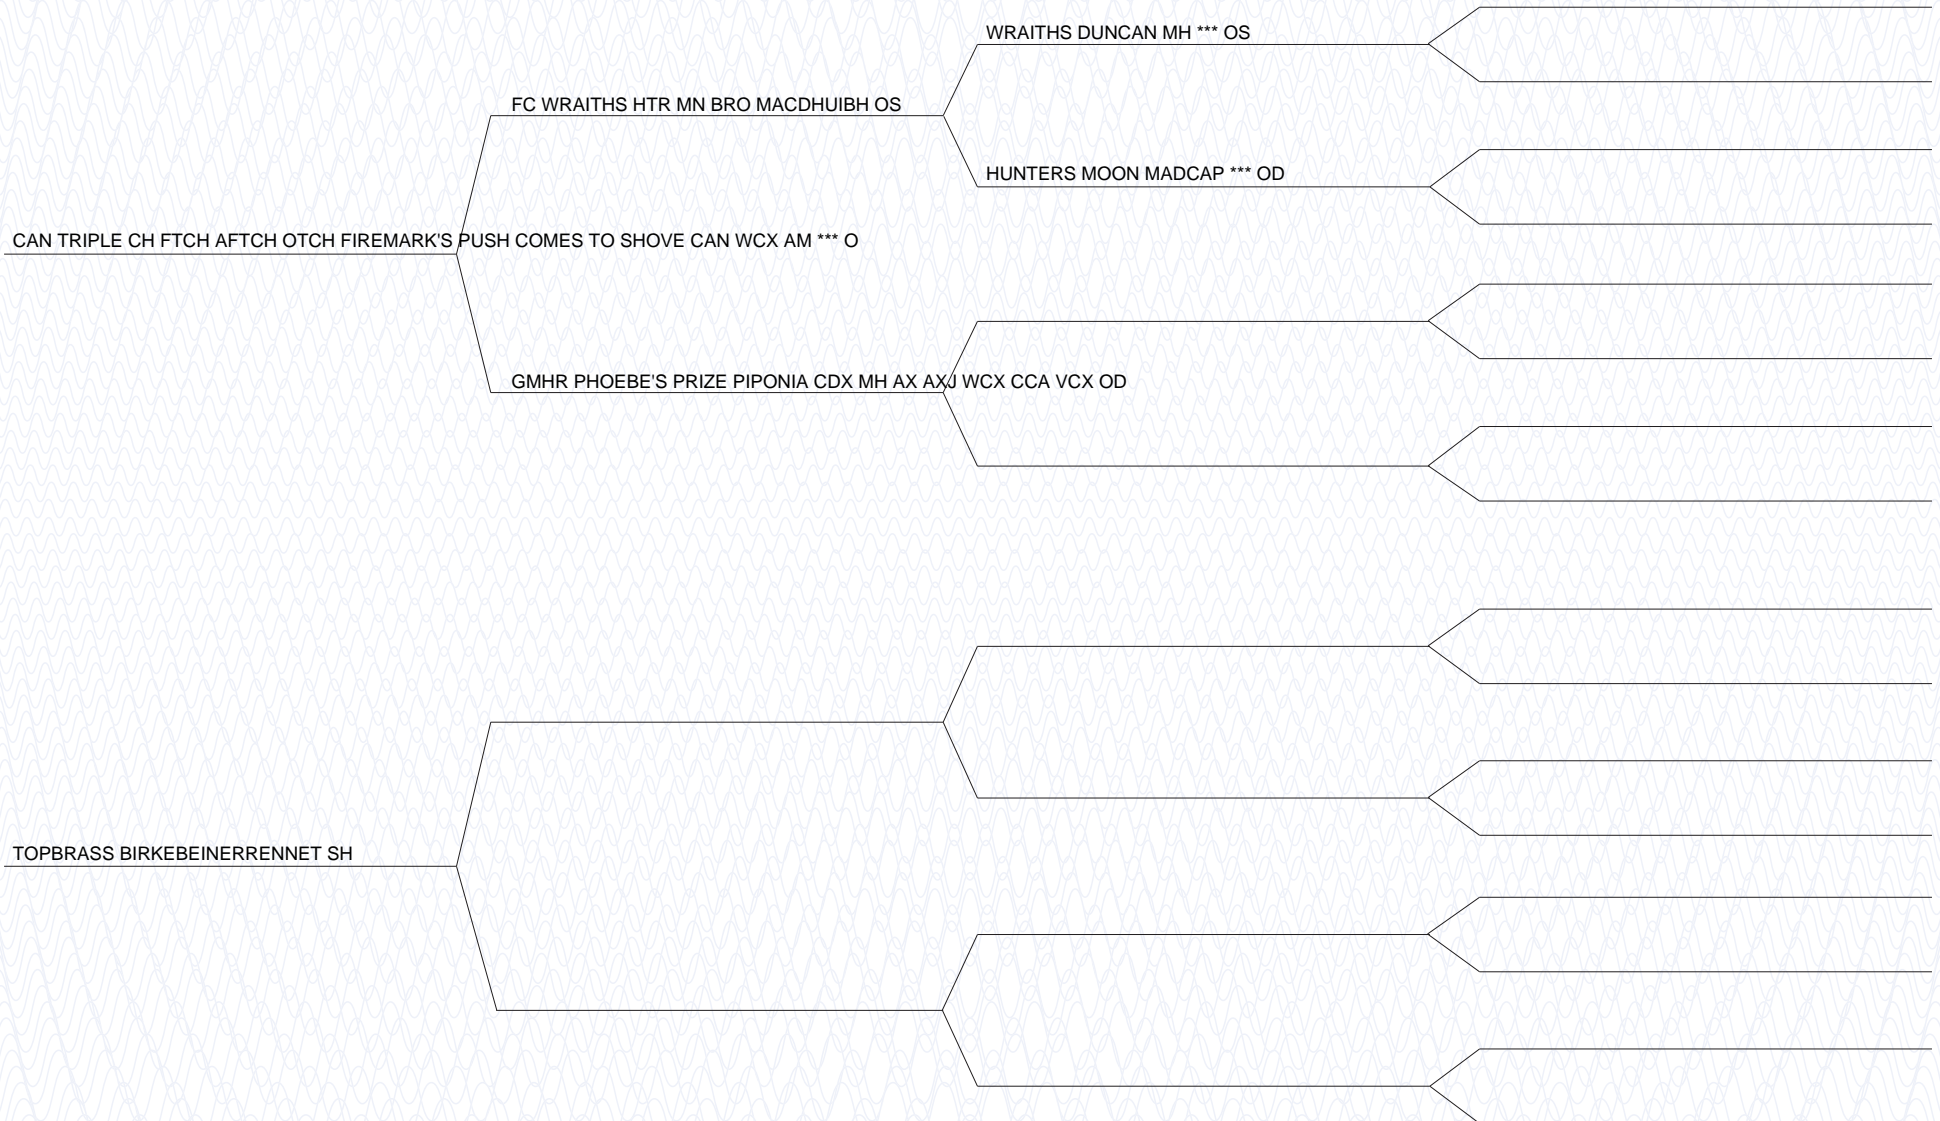 WRAITHS DUNCAN MH *** OS
FC WRAITHS HTR MN BRO MACDHUIBH OS
HUNTERS MOON MADCAP *** OD
CAN TRIPLE CH FTCH AFTCH OTCH FIREMARK'S PUSH COMES TO SHOVE CAN WCX AM *** O
GMHR PHOEBE'S PRIZE PIPONIA CDX MH AX AXJ WCX CCA VCX OD
TOPBRASS BIRKEBEINERRENNET SH